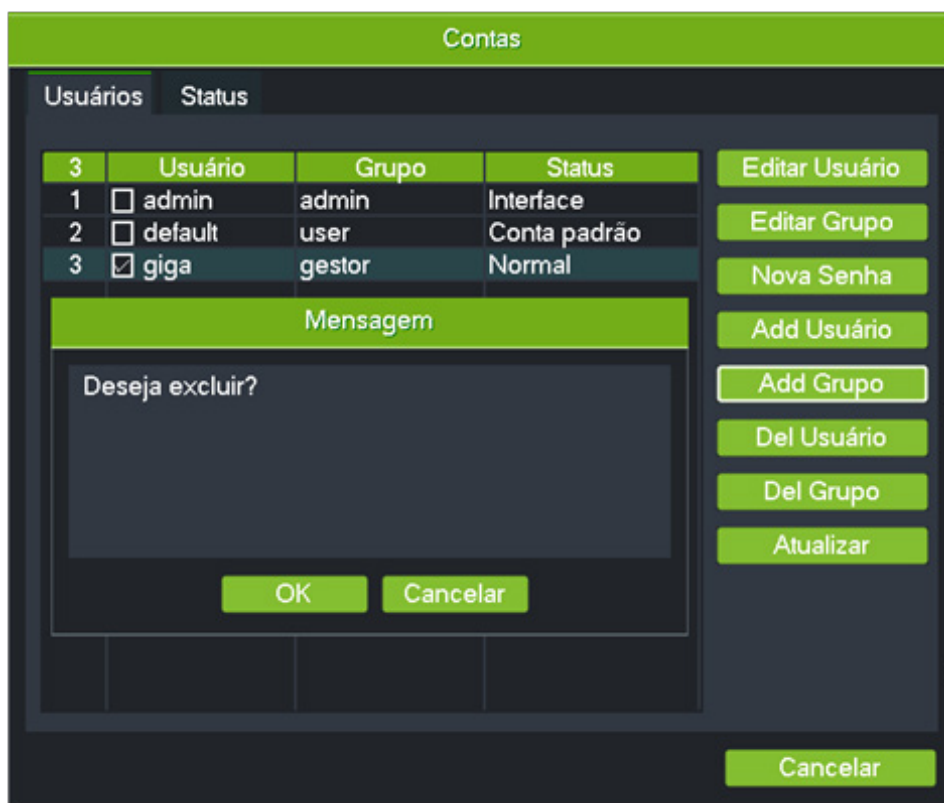 Contas
Usuários Status
3 Usuário Grupo Status
1 admin admin Interface
2 default user Conta padrão
3 giga gestor Normal
Mensagem
Deseja excluir?
OK Cancelar
Editar Usuário
Editar Grupo
Nova Senha
Add Usuário
Add Grupo
Del Usuário
Del Grupo
Atualizar
Cancelar